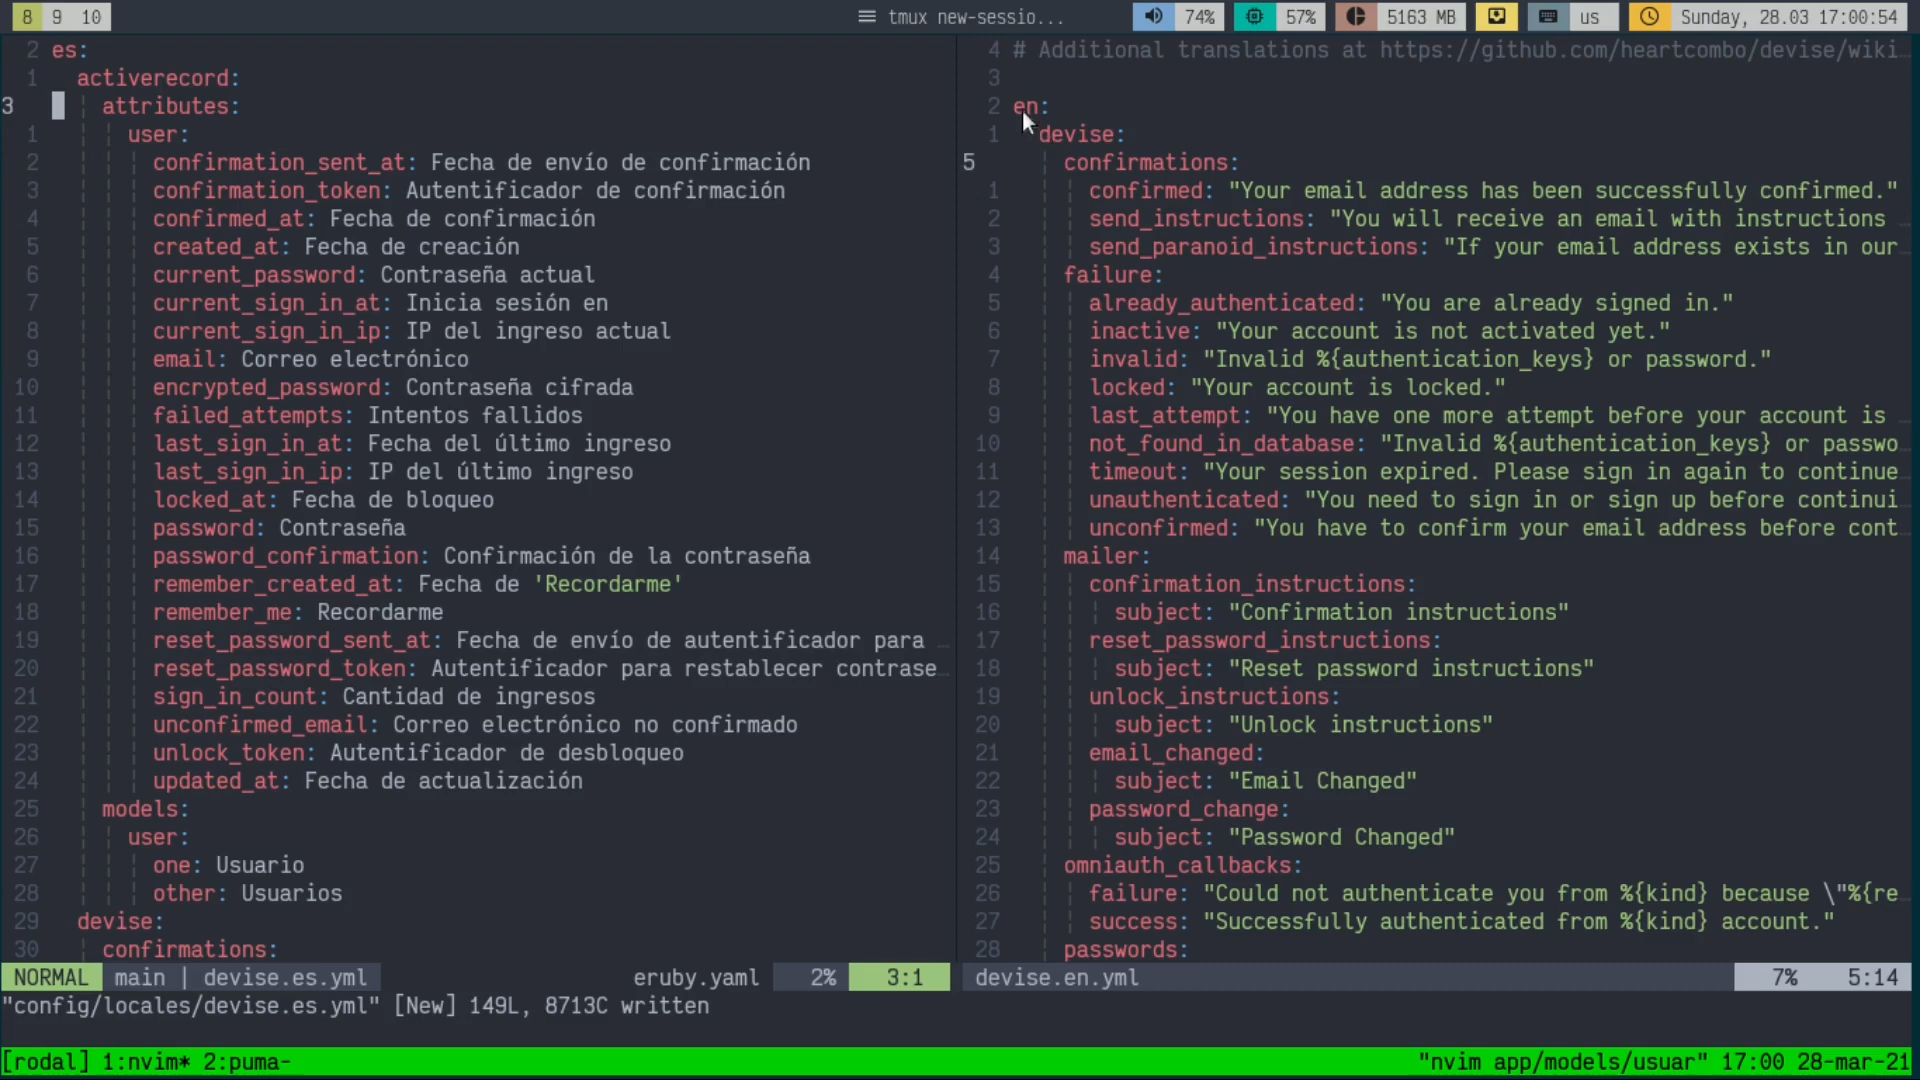 8 9 10 ☰ tmux new-sessio... 74% 57% 5163 MB us Sunday, 28.03 17:00:54
2 es:
1 activerecord:
3 attributes:
1 user:
2 confirmation_sent_at: Fecha de envío de confirmación
3 confirmation_token: Autentificador de confirmación
4 confirmed_at: Fecha de confirmación
5 created_at: Fecha de creación
6 current_password: Contraseña actual
7 current_sign_in_at: Inicia sesión en
8 current_sign_in_ip: IP del ingreso actual
9 email: Correo electrónico
10 encrypted_password: Contraseña cifrada
11 failed_attempts: Intentos fallidos
12 last_sign_in_at: Fecha del último ingreso
13 last_sign_in_ip: IP del último ingreso
14 locked_at: Fecha de bloqueo
15 password: Contraseña
16 password_confirmation: Confirmación de la contraseña
17 remember_created_at: Fecha de 'Recordarme'
18 remember_me: Recordarme
19 reset_password_sent_at: Fecha de envío de autentificador para
20 reset_password_token: Autentificador para restablecer contrase
21 sign_in_count: Cantidad de ingresos
22 unconfirmed_email: Correo electrónico no confirmado
23 unlock_token: Autentificador de desbloqueo
24 updated_at: Fecha de actualización
25 models:
26 user:
27 one: Usuario
28 other: Usuarios
29 devise:
30 confirmations:
NORMAL main | devise.es.yml eruby.yaml 2% 3:1
4 # Additional translations at https://github.com/heartcombo/devise/wiki
3
2 en:
1 devise:
5 confirmations:
1 confirmed: "Your email address has been successfully confirmed."
2 send_instructions: "You will receive an email with instructions
3 send_paranoid_instructions: "If your email address exists in our
4 failure:
5 already_authenticated: "You are already signed in."
6 inactive: "Your account is not activated yet."
7 invalid: "Invalid %{authentication_keys} or password."
8 locked: "Your account is locked."
9 last_attempt: "You have one more attempt before your account is
10 not_found_in_database: "Invalid %{authentication_keys} or passwo
11 timeout: "Your session expired. Please sign in again to continue
12 unauthenticated: "You need to sign in or sign up before continui
13 unconfirmed: "You have to confirm your email address before cont
14 mailer:
15 confirmation_instructions:
16 subject: "Confirmation instructions"
17 reset_password_instructions:
18 subject: "Reset password instructions"
19 unlock_instructions:
20 subject: "Unlock instructions"
21 email_changed:
22 subject: "Email Changed"
23 password_change:
24 subject: "Password Changed"
25 omniauth_callbacks:
26 failure: "Could not authenticate you from %{kind} because \"%{re
27 success: "Successfully authenticated from %{kind} account."
28 passwords:
devise.en.yml 7% 5:14
"config/locales/devise.es.yml" [New] 149L, 8713C written
[rodal] 1:nvim* 2:puma- "nvim app/models/usuar" 17:00 28-mar-21